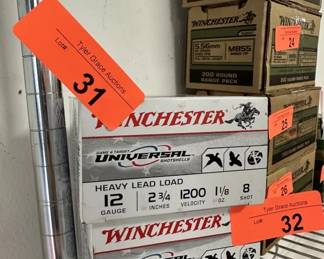 Tyler Grace Auctions
Lot#
31
WINCHESTER
GAME & TARGET
UNIVERSAL
SHOTSHELLS
HEAVY LEAD LOAD
12 2 3/4 1200 1 1/8 8
GAUGE INCHES VELOCITY OZ. SHOT
WINCHESTER
Tyler Grace Auctions
Lot#
32
WINCHESTER
5.56mm
M855
200 ROUND
RANGE PACK
24
25
26